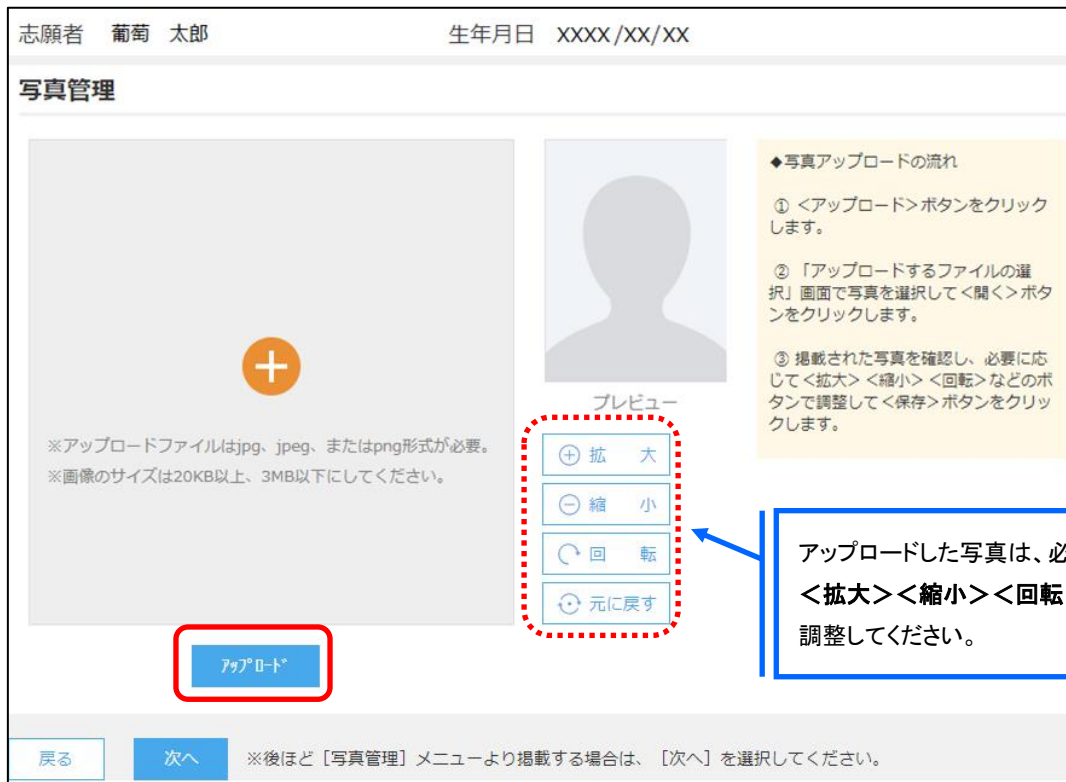 志願者 葡萄 太郎 生年月日 XXXX/XX/XX
写真管理
※アップロードファイルはjpg、jpeg、またはpng形式が必要。
※画像のサイズは20KB以上、3MB以下にしてください。
ｱｯﾌﾟﾛｰﾄﾞ
プレビュー
拡 大
縮 小
回 転
元に戻す
◆写真アップロードの流れ
① <アップロード>ボタンをクリック
します。
② 「アップロードするファイルの選
択」画面で写真を選択して<開く>ボタ
ンをクリックします。
③ 掲載された写真を確認し、必要に応
じて<拡大> <縮小> <回転>などのボ
タンで調整して<保存>ボタンをクリッ
クします。
アップロードした写真は、必
<拡大><縮小><回転
調整してください。
戻る 次へ ※後ほど［写真管理］メニューより掲載する場合は、［次へ］を選択してください。